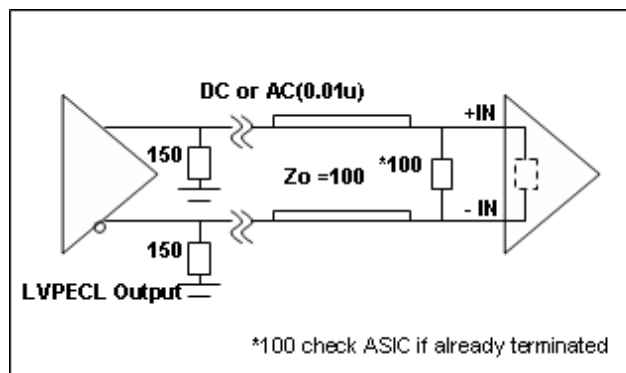 DC or AC(0.01u)
+IN
150
Zo =100
*100
- IN
150
LVPECL Output
*100 check ASIC if already terminated